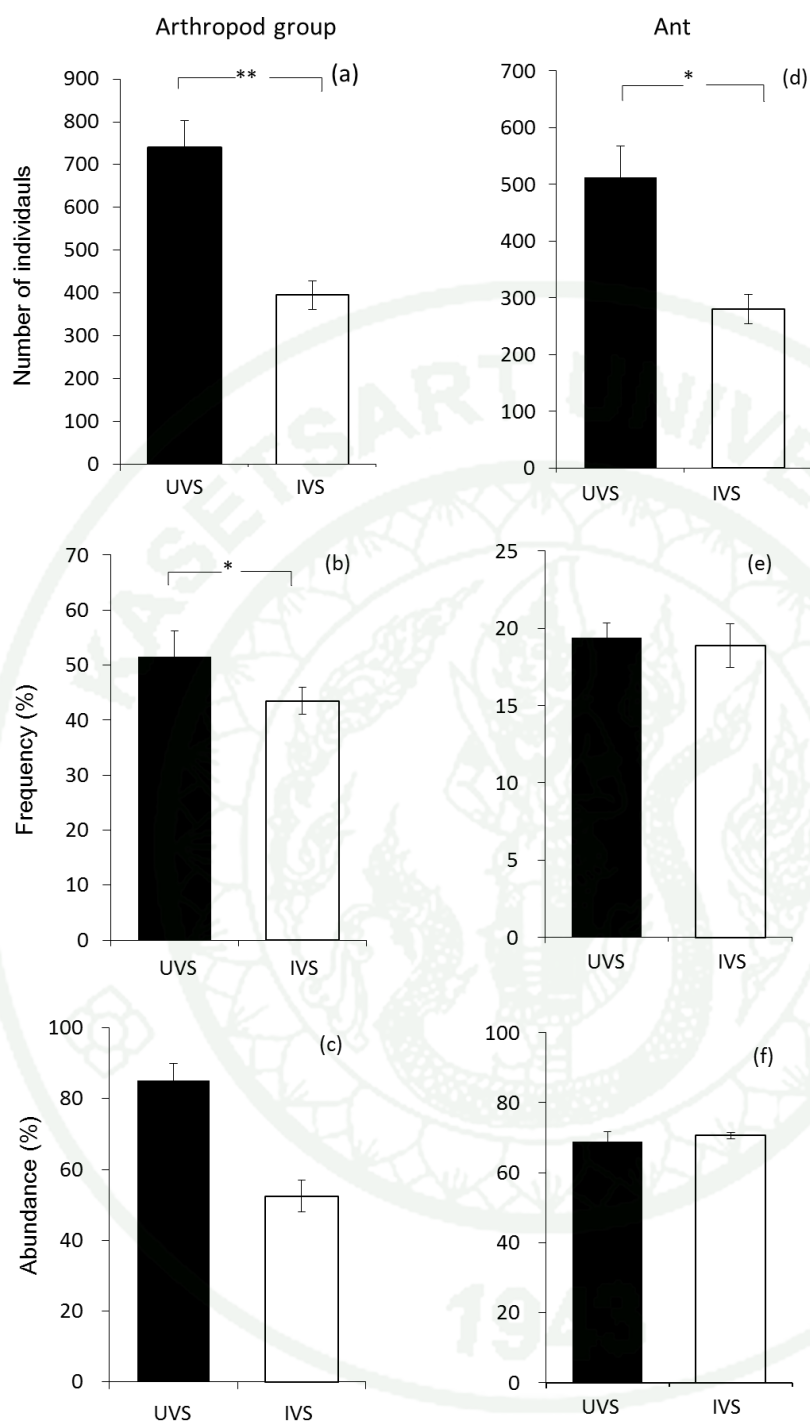 Arthropod group
Ant
Number of individauls
900
800
700
600
500
400
300
200
100
0
**
(a)
UVS IVS
700
600
500
400
300
200
100
0
*
(d)
UVS IVS
Frequency (%)
70
60
50
40
30
20
10
0
*
(b)
UVS IVS
25
20
15
10
5
0
(e)
UVS IVS
Abundance (%)
100
80
60
40
20
0
(c)
UVS IVS
100
80
60
40
20
0
(f)
UVS IVS
KASETSART UNIVE
1943